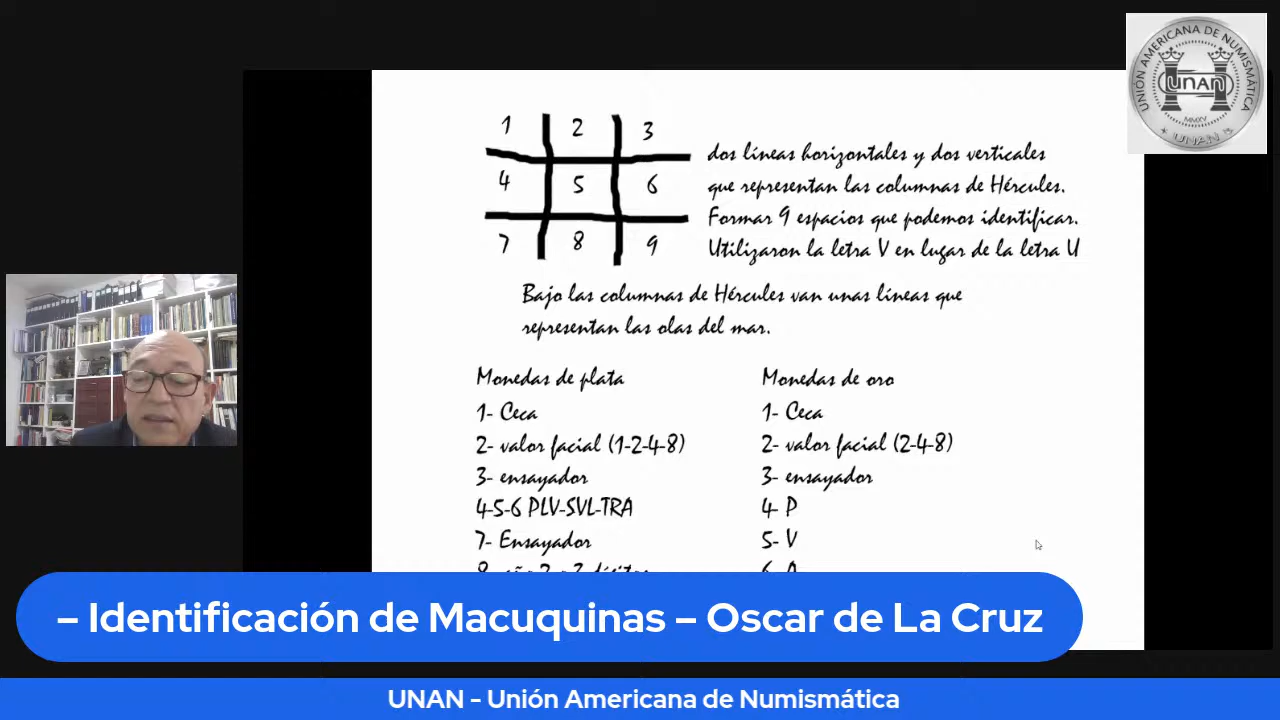 UNIÓN AMERICANA DE NUMISMÁTICA
UNAN
MMXV
UNAN
1 2 3
4 5 6
7 8 9
dos líneas horizontales y dos verticales
que representan las columnas de Hércules.
Formar 9 espacios que podemos identificar.
Utilizaron la letra V en lugar de la letra U
Bajo las columnas de Hércules van unas líneas que
representan las olas del mar.
Monedas de plata
1- Ceca
2- valor facial (1-2-4-8)
3- ensayador
4-5-6 PLV-SVL-TRA
7- Ensayador
Monedas de oro
1- Ceca
2- valor facial (2-4-8)
3- ensayador
4- P
5- V
– Identificación de Macuquinas – Oscar de La Cruz
UNAN - Unión Americana de Numismática